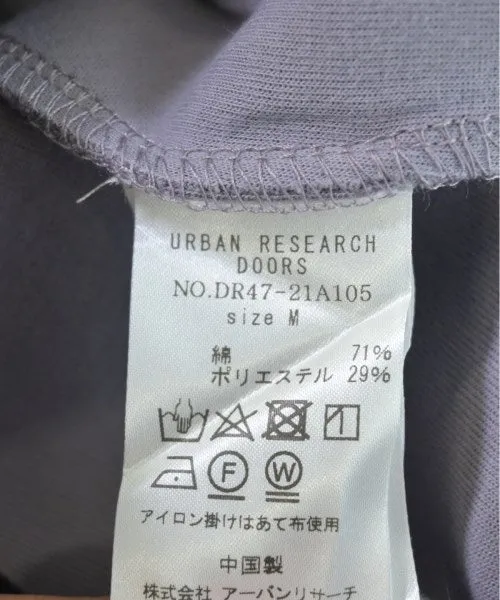 URBAN RESEARCH
DOORS
NO.DR47-21A105
size M
綿 71%
ポリエステル 29%
F W
アイロン掛けはあて布使用
中国製
株式会社 アーバンリサーチ